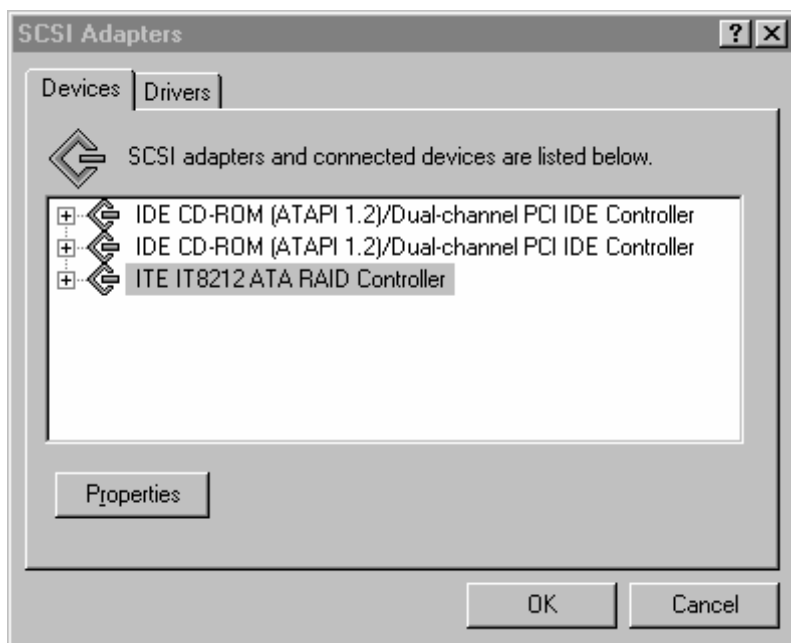 SCSI Adapters
Devices
Drivers
SCSI adapters and connected devices are listed below.
IDE CD-ROM (ATAPI 1.2)/Dual-channel PCI IDE Controller
IDE CD-ROM (ATAPI 1.2)/Dual-channel PCI IDE Controller
ITE IT8212 ATA RAID Controller
Properties
OK
Cancel